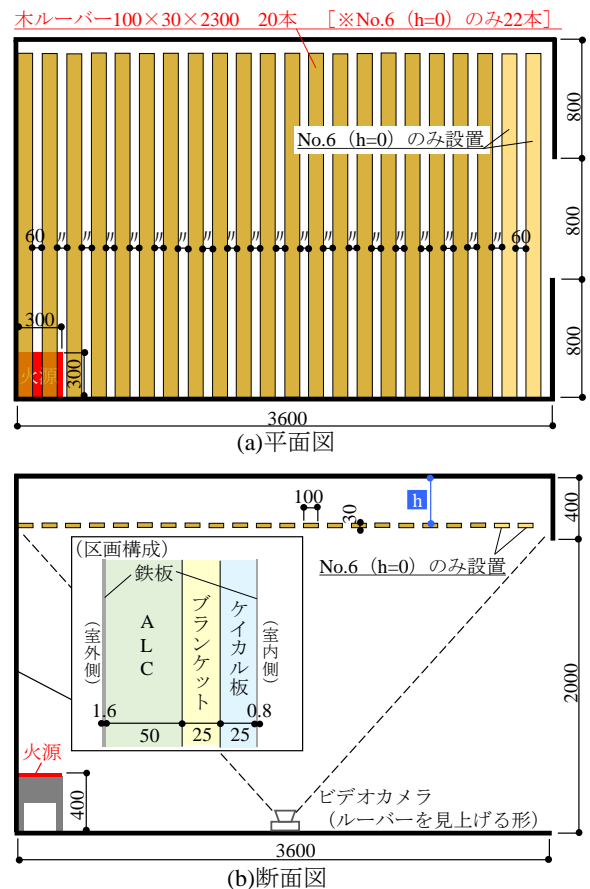 木ルーバー100×30×2300　20本　［※No.6（h=0）のみ22本］
800
No.6（h=0）のみ設置
60 〃 〃 〃 〃 〃 〃 〃 〃 〃 〃 〃 〃 〃 〃 〃 〃 〃 〃 〃 60
800
300
火源
300
800
3600
(a)平面図
100
30
h
400
No.6（h=0）のみ設置
（区画構成）
鉄板
（室外側）
ALC
ブランケット
ケイカル板
（室内側）
1.6
50
25
25
0.8
2000
火源
400
ビデオカメラ
（ルーバーを見上げる形）
3600
(b)断面図